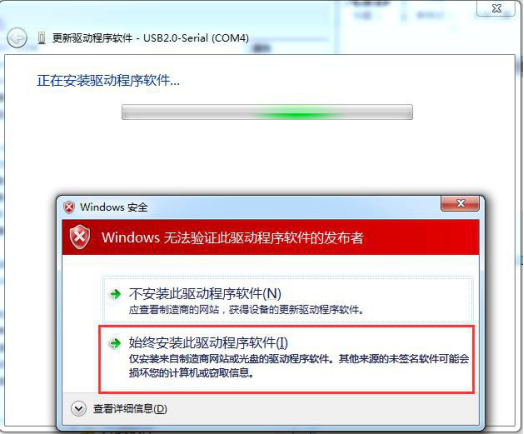 更新驱动程序软件 - USB2.0-Serial (COM4)
正在安装驱动程序软件...
Windows 安全
Windows 无法验证此驱动程序软件的发布者
不安装此驱动程序软件(N)
应查看制造商的网站，获得设备的更新驱动程序软件。
始终安装此驱动程序软件(I)
仅安装来自制造商网站或光盘的驱动程序软件。其他来源的未签名软件可能会
损坏您的计算机或窃取信息。
查看详细信息(D)